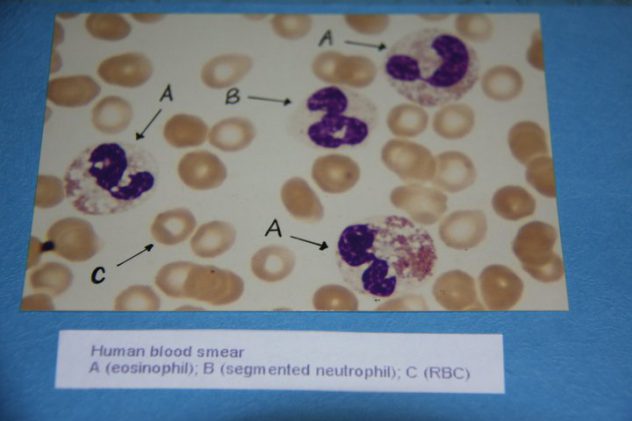 A
A
B
A
C
Human blood smear
A (eosinophil); B (segmented neutrophil); C (RBC)